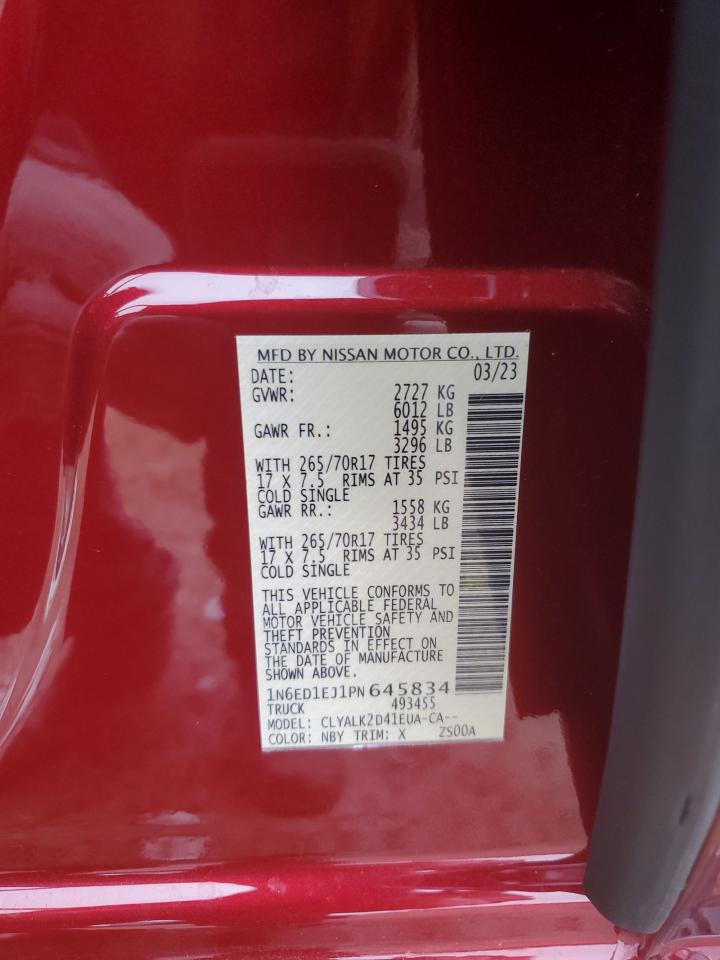 MFD BY NISSAN MOTOR CO., LTD.
DATE: 03/23
GVWR: 2727 KG
6012 LB
GAWR FR.: 1495 KG
3296 LB
WITH 265/70R17 TIRES
17 X 7.5 RIMS AT 35 PSI
COLD SINGLE
GAWR RR.: 1558 KG
3434 LB
WITH 265/70R17 TIRES
17 X 7.5 RIMS AT 35 PSI
COLD SINGLE
THIS VEHICLE CONFORMS TO
ALL APPLICABLE FEDERAL
MOTOR VEHICLE SAFETY AND
THEFT PREVENTION
STANDARDS IN EFFECT ON
THE DATE OF MANUFACTURE
SHOWN ABOVE.
1N6ED1EJ1PN645834
TRUCK 493455
MODEL: CLYALK2D41EUA-CA--
COLOR: NBY TRIM: X ZS00A